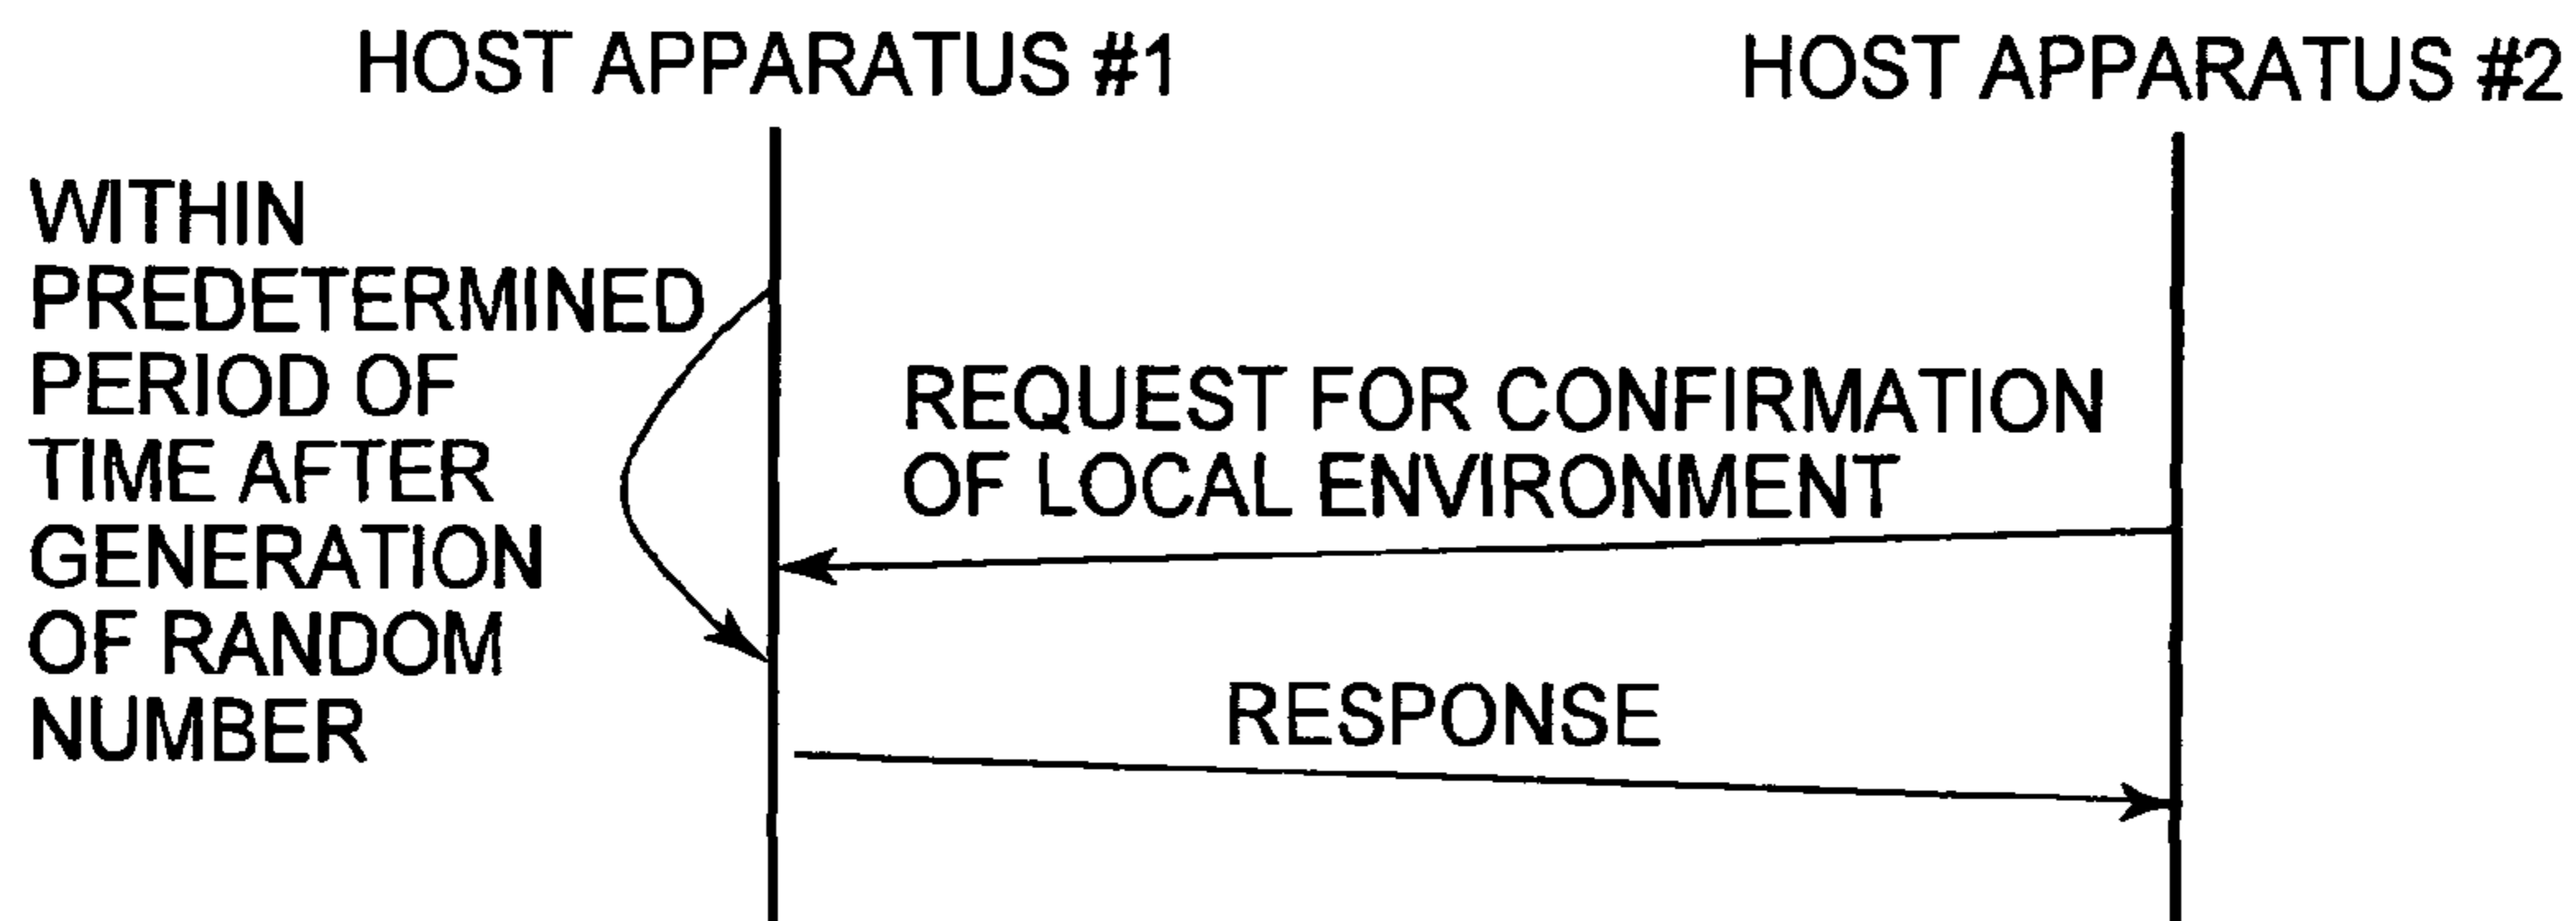 HOST APPARATUS #1
HOST APPARATUS #2
WITHIN
PREDETERMINED
PERIOD OF
TIME AFTER
GENERATION
OF RANDOM
NUMBER
REQUEST FOR CONFIRMATION
OF LOCAL ENVIRONMENT
RESPONSE